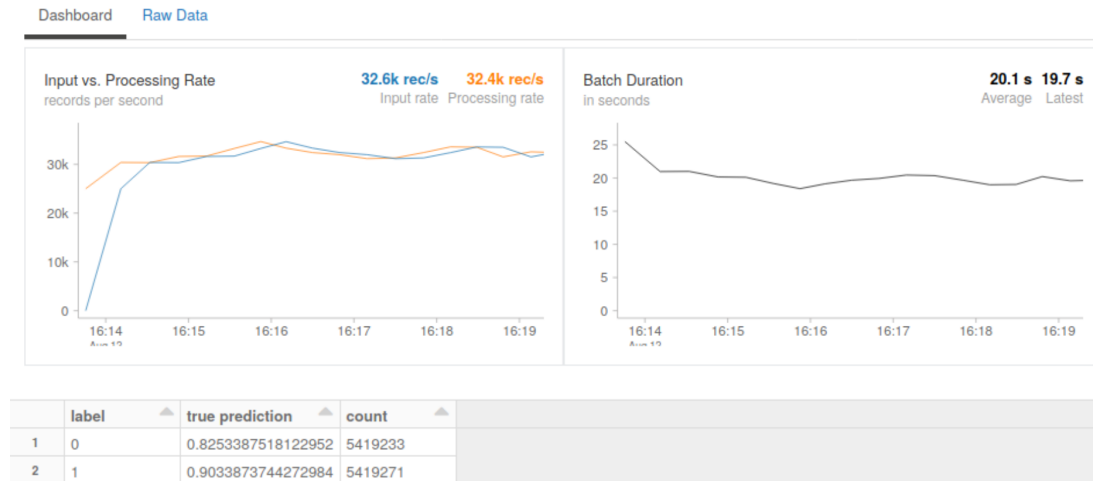 Dashboard Raw Data
Input vs. Processing Rate 32.6k rec/s 32.4k rec/s
records per second Input rate Processing rate
30k
20k
10k
0
16:14 16:15 16:16 16:17 16:18 16:19
Batch Duration 20.1 s 19.7 s
in seconds Average Latest
25
20
15
10
5
0
16:14 16:15 16:16 16:17 16:18 16:19
label true prediction count
1 0 0.8253387518122952 5419233
2 1 0.9033873744272984 5419271